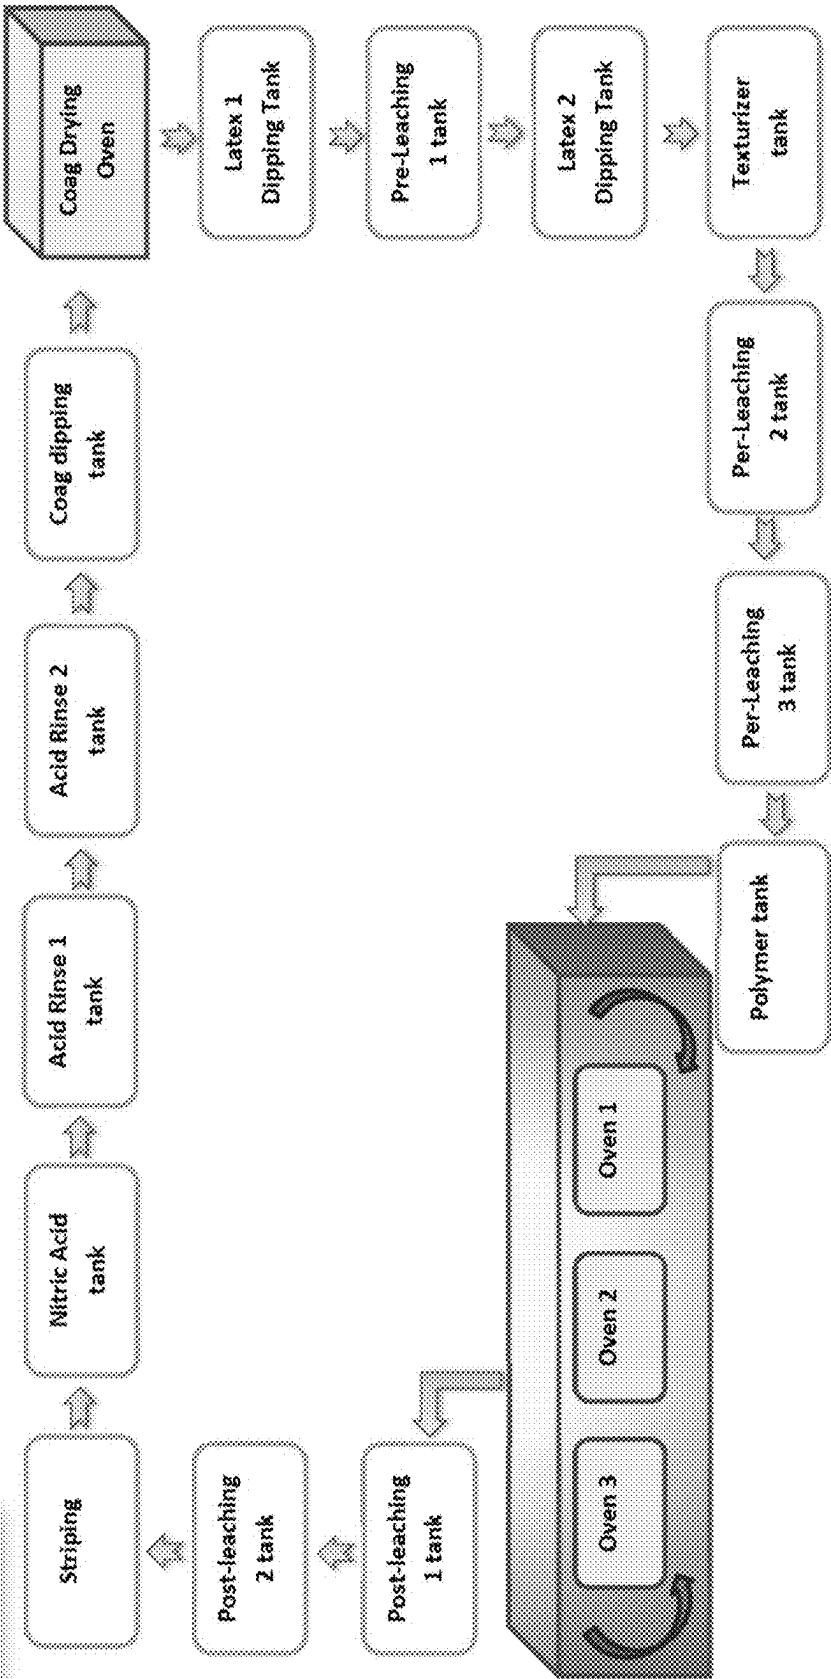 Striping
Nitric Acid
tank
Acid Rinse 1
tank
Acid Rinse 2
tank
Coag dipping
tank
Coag Drying
Oven
Latex 1
Dipping Tank
Pre-Leaching
1 tank
Latex 2
Dipping Tank
Texturizer
tank
Per-Leaching
2 tank
Per-Leaching
3 tank
Polymer tank
Oven 1
Oven 2
Oven 3
Post-leaching
1 tank
Post-leaching
2 tank